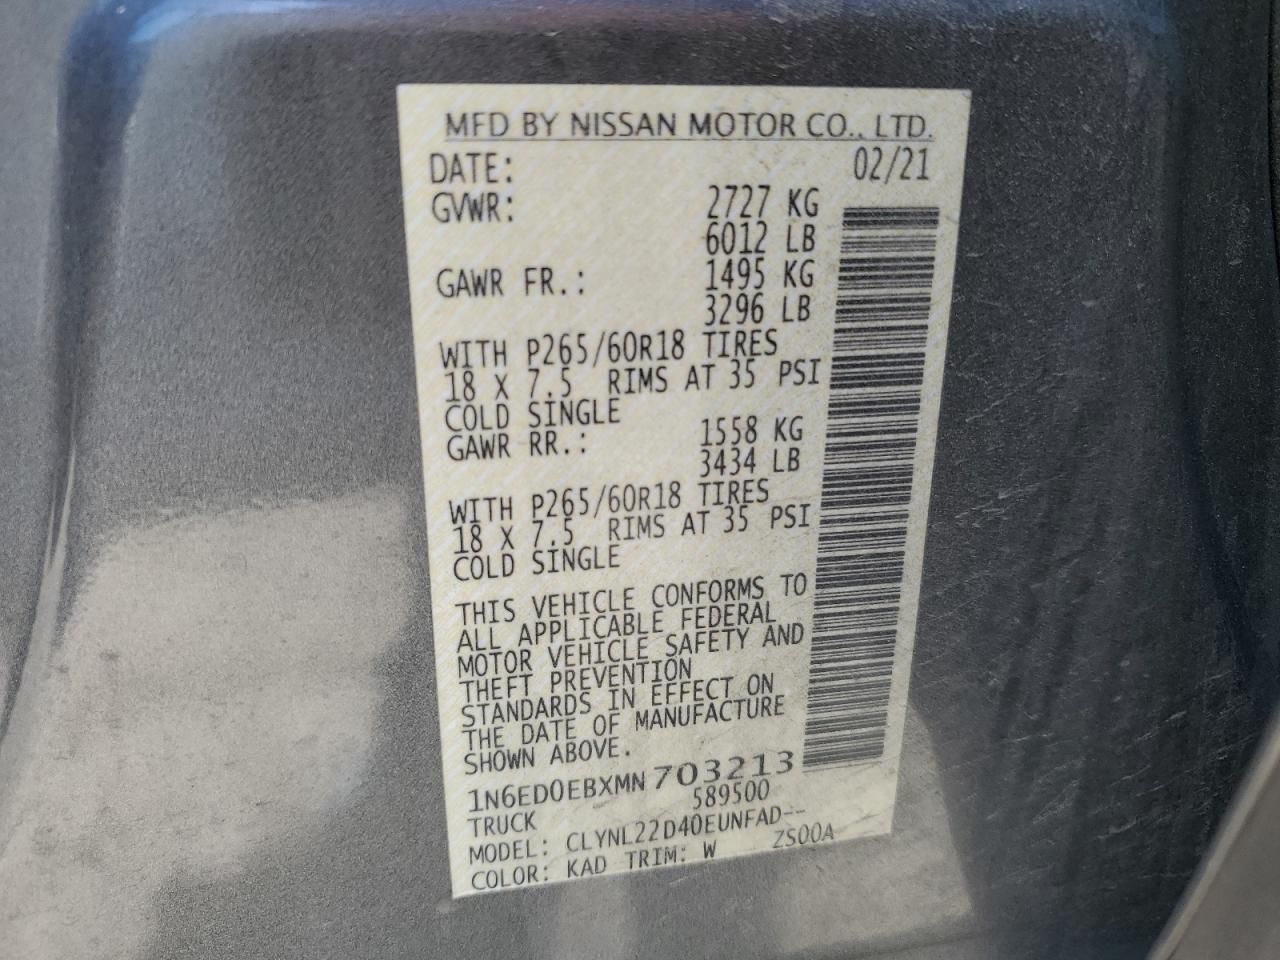 MFD BY NISSAN MOTOR CO., LTD.
DATE: 02/21
GVWR: 2727 KG
6012 LB
GAWR FR.: 1495 KG
3296 LB
WITH P265/60R18 TIRES
18 X 7.5 RIMS AT 35 PSI
COLD SINGLE
GAWR RR.: 1558 KG
3434 LB
WITH P265/60R18 TIRES
18 X 7.5 RIMS AT 35 PSI
COLD SINGLE
THIS VEHICLE CONFORMS TO
ALL APPLICABLE FEDERAL
MOTOR VEHICLE SAFETY AND
THEFT PREVENTION
STANDARDS IN EFFECT ON
THE DATE OF MANUFACTURE
SHOWN ABOVE.
1N6ED0EBXMN703213
TRUCK 589500
MODEL: CLYNL22D40EUNFAD--
COLOR: KAD TRIM: W ZS00A